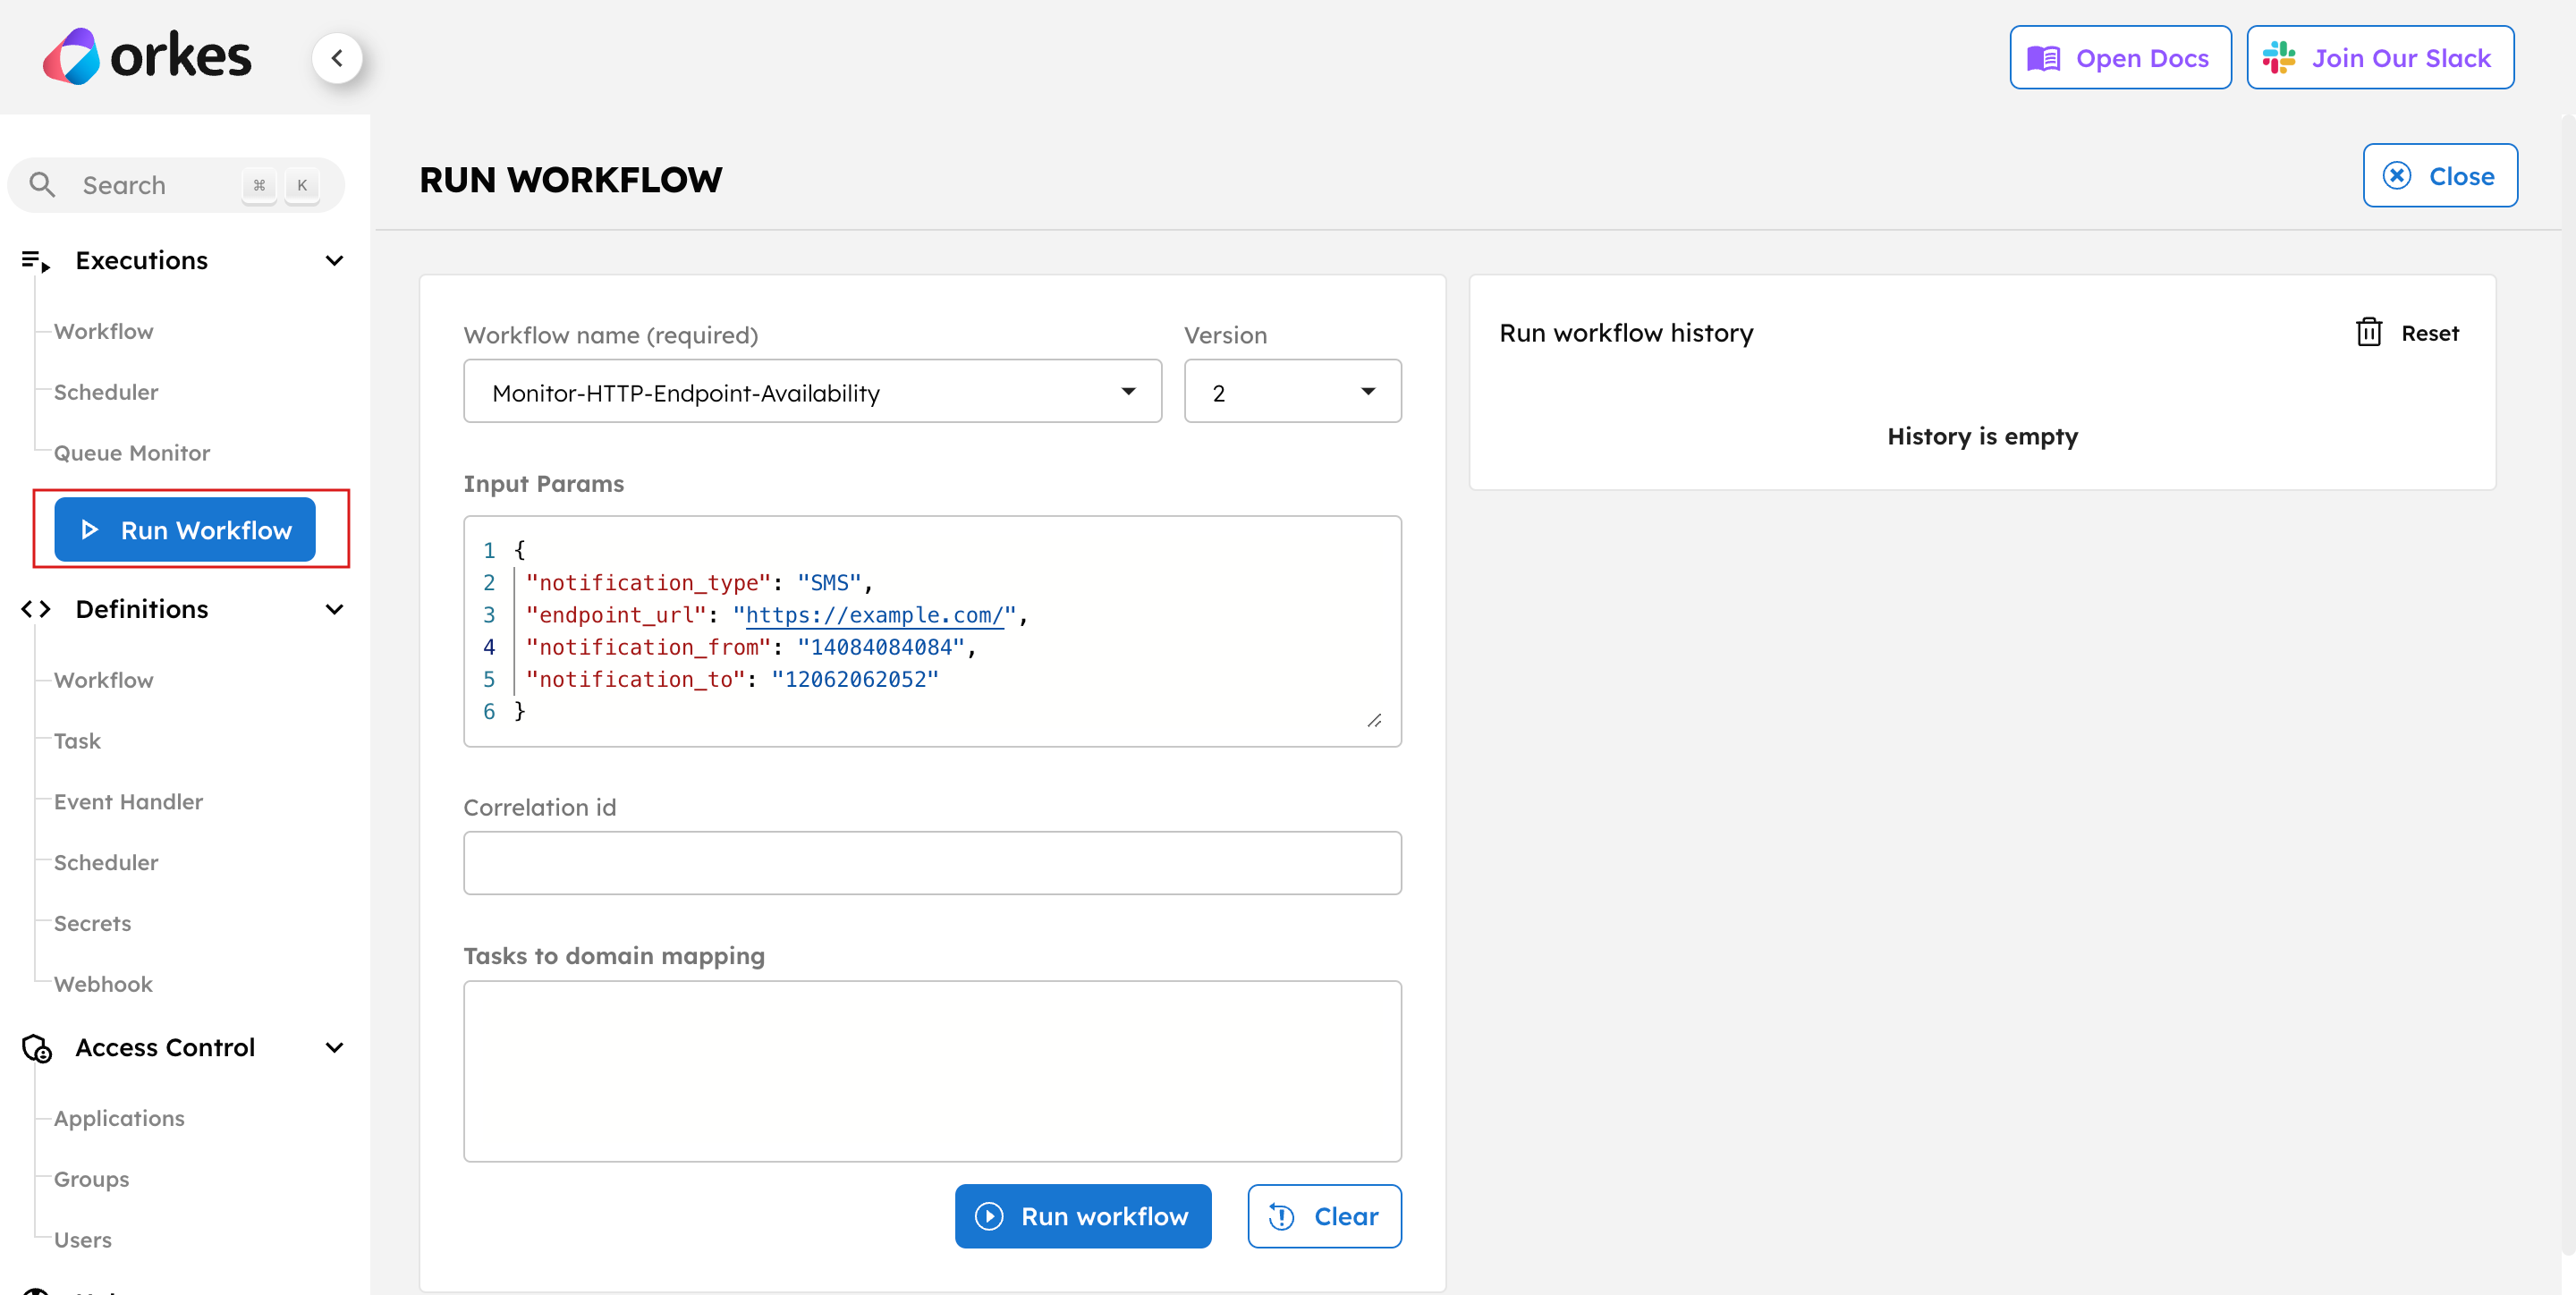 orkes
Open Docs
Join Our Slack
Search
⌘ K
RUN WORKFLOW
Close
Executions
Workflow
Scheduler
Queue Monitor
Run Workflow
Definitions
Workflow
Task
Event Handler
Scheduler
Secrets
Webhook
Access Control
Applications
Groups
Users
Workflow name (required)
Version
Monitor-HTTP-Endpoint-Availability
2
Input Params
1 {
2 "notification_type": "SMS",
3 "endpoint_url": "https://example.com/",
4 "notification_from": "14084084084",
5 "notification_to": "12062062052"
6 }
Correlation id
Tasks to domain mapping
Run workflow
Clear
Run workflow history
Reset
History is empty